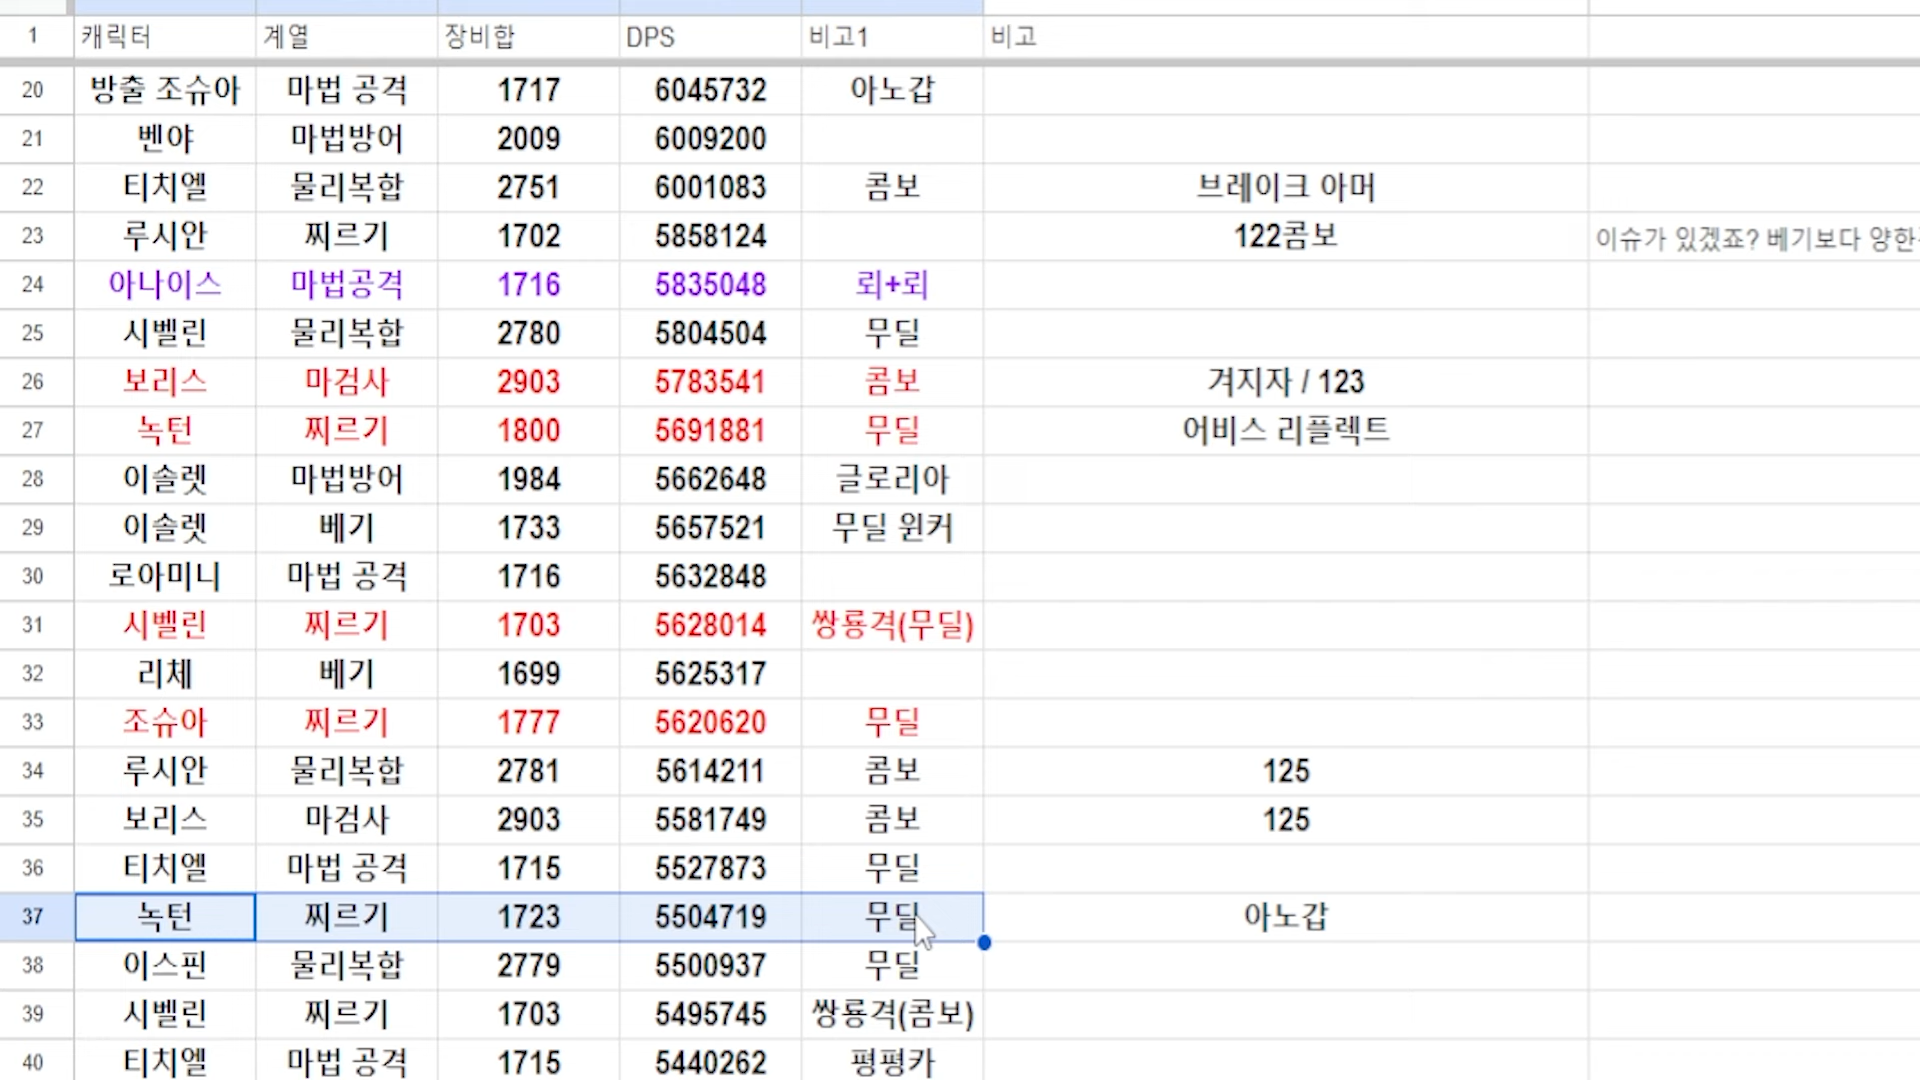 1 캐릭터 계열 장비합 DPS 비고1 비고
20 방출 조슈아 마법 공격 1717 6045732 아노갑
21 벤야 마법방어 2009 6009200
22 티치엘 물리복합 2751 6001083 콤보 브레이크 아머
23 루시안 찌르기 1702 5858124 122콤보 이슈가 있겠죠? 베기보다 양한
24 아나이스 마법공격 1716 5835048 뢰+뢰
25 시벨린 물리복합 2780 5804504 무딜
26 보리스 마검사 2903 5783541 콤보 겨지자 / 123
27 녹턴 찌르기 1800 5691881 무딜 어비스 리플렉트
28 이솔렛 마법방어 1984 5662648 글로리아
29 이솔렛 베기 1733 5657521 무딜 윈커
30 로아미니 마법 공격 1716 5632848
31 시벨린 찌르기 1703 5628014 쌍룡격(무딜)
32 리체 베기 1699 5625317
33 조슈아 찌르기 1777 5620620 무딜
34 루시안 물리복합 2781 5614211 콤보 125
35 보리스 마검사 2903 5581749 콤보 125
36 티치엘 마법 공격 1715 5527873 무딜
37 녹턴 찌르기 1723 5504719 무딜 아노갑
38 이스핀 물리복합 2779 5500937 무딜
39 시벨린 찌르기 1703 5495745 쌍룡격(콤보)
40 티치엘 마법 공격 1715 5440262 평평카